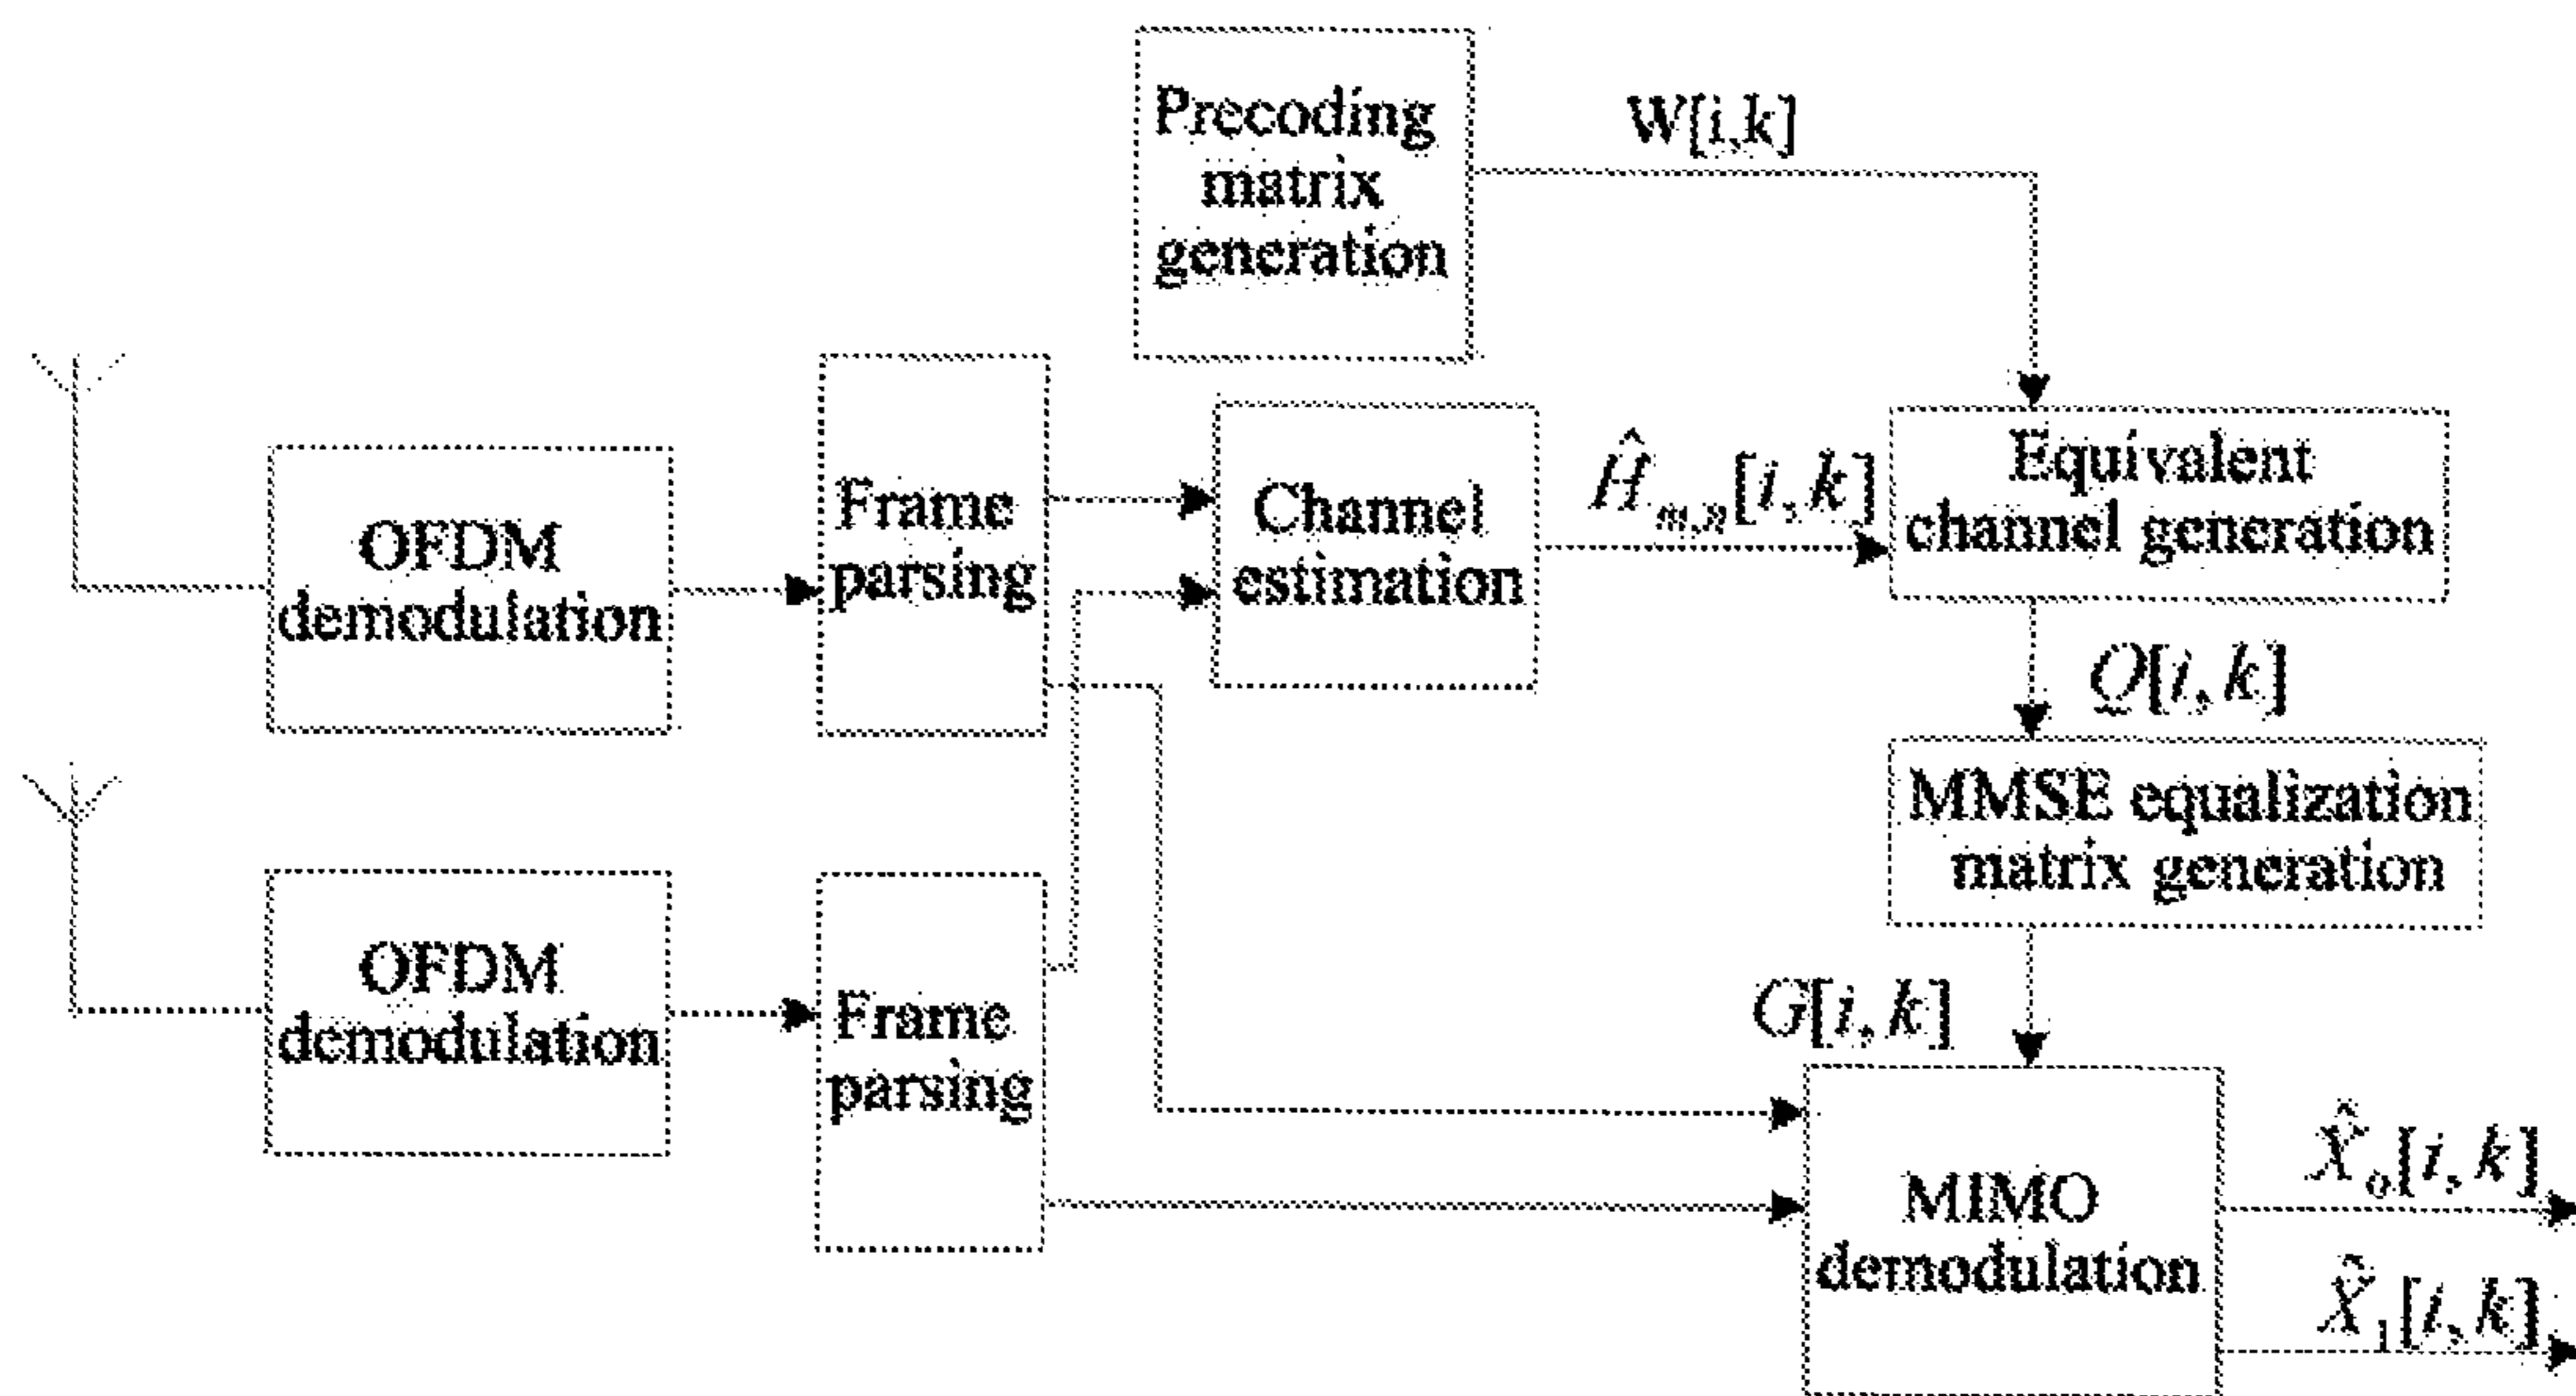 Precoding
matrix
generation
W[i,k]
OFDM
demodulation
Frame
parsing
Channel
estimation
Ĥm,n[i,k]
Equivalent
channel generation
Q[i,k]
MMSE equalization
matrix generation
OFDM
demodulation
Frame
parsing
G[i,k]
MIMO
demodulation
X̂0[i,k]
X̂1[i,k]